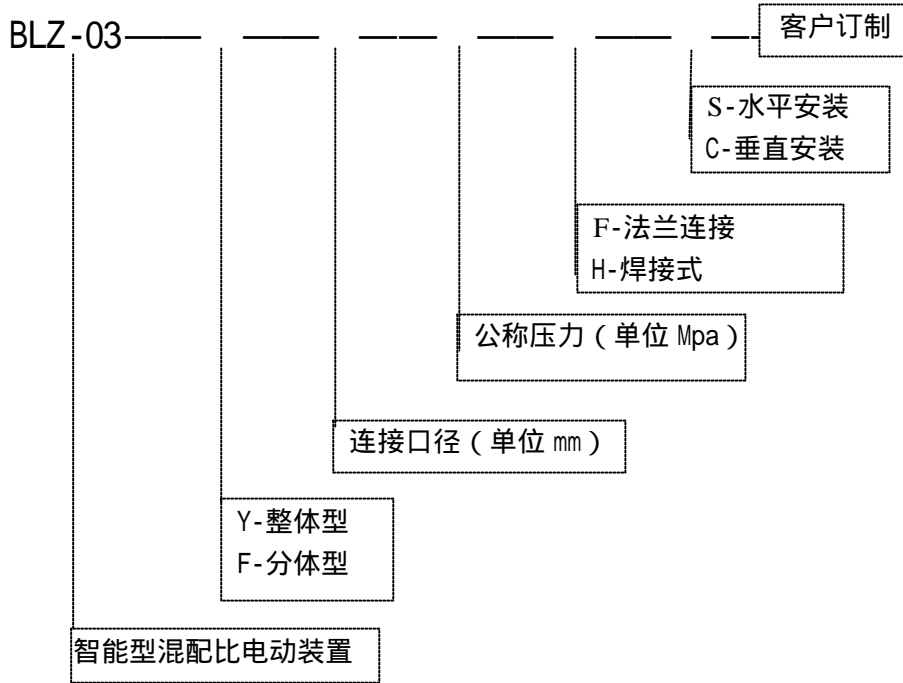 BLZ-03—— —— —— —— —— — 客户订制
S-水平安装
C-垂直安装
F-法兰连接
H-焊接式
公称压力（单位 Mpa）
连接口径（单位 mm）
Y-整体型
F-分体型
智能型混配比电动装置